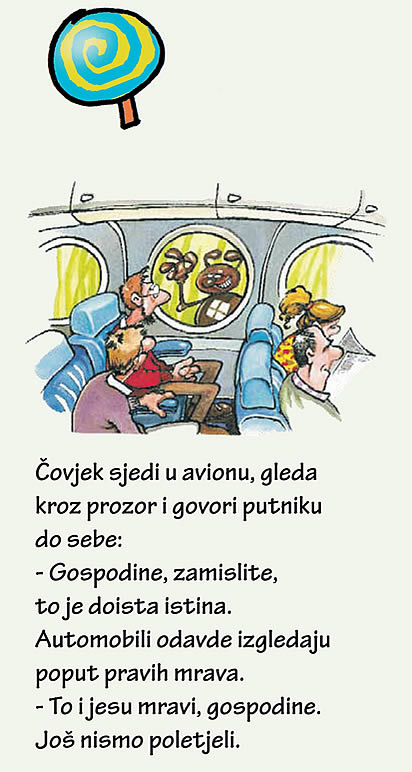 Čovjek sjedi u avionu, gleda
kroz prozor i govori putniku
do sebe:
- Gospodine, zamislite,
to je doista istina.
Automobili odavde izgledaju
poput pravih mrava.
- To i jesu mravi, gospodine.
Još nismo poletjeli.